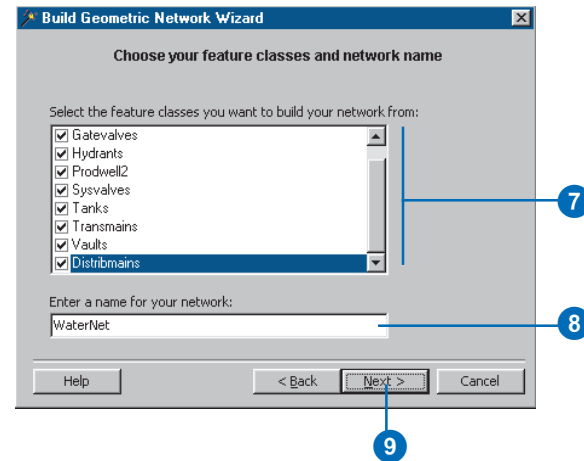 Build Geometric Network Wizard
Choose your feature classes and network name
Select the feature classes you want to build your network from:
Gatevalves
Hydrants
Prodwell2
Sysvalves
Tanks
Transmains
Vaults
Distribmains
7
Enter a name for your network:
WaterNet
8
Help
< Back
Next >
Cancel
9